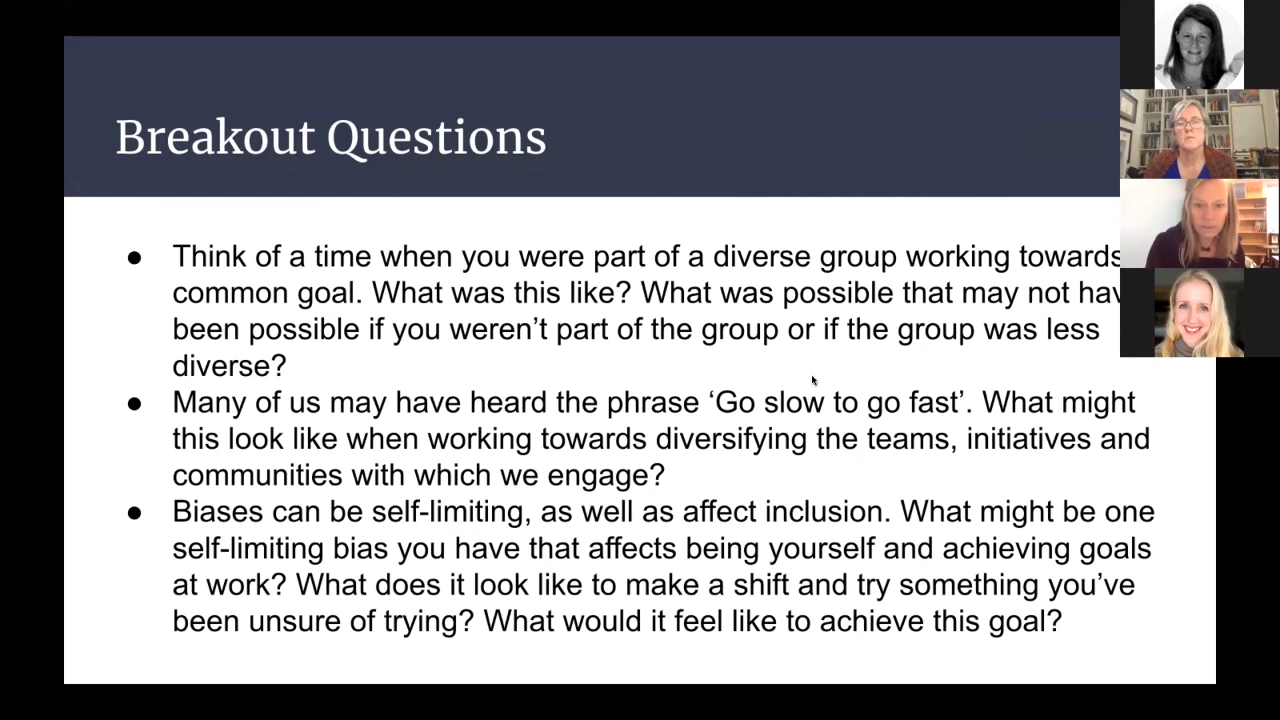 Breakout Questions
● Think of a time when you were part of a diverse group working towards
common goal. What was this like? What was possible that may not hav
been possible if you weren’t part of the group or if the group was less
diverse?
● Many of us may have heard the phrase ‘Go slow to go fast’. What might
this look like when working towards diversifying the teams, initiatives and
communities with which we engage?
● Biases can be self-limiting, as well as affect inclusion. What might be one
self-limiting bias you have that affects being yourself and achieving goals
at work? What does it look like to make a shift and try something you’ve
been unsure of trying? What would it feel like to achieve this goal?